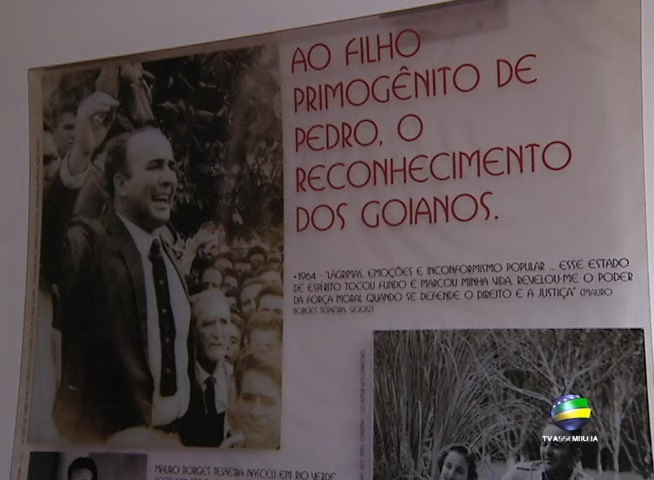 AO FILHO
PRIMOGÊNITO DE
PEDRO, O
RECONHECIMENTO
DOS GOIANOS.
• 1964 - "LÁGRIMAS, EMOÇÕES E INCONFORMISMO POPULAR ... ESSE ESTADO
DE ESPÍRITO TOCOU FUNDO E MARCOU MINHA VIDA. REVELOU-ME O PODER
DA FORÇA MORAL QUANDO SE DEFENDE O DIREITO E A JUSTIÇA" (MAURO
BORGES TEIXEIRA, 2002)
TV ASSEMBLEIA
MAURO BORGES TEIXEIRA NASCEU EM RIO VERDE